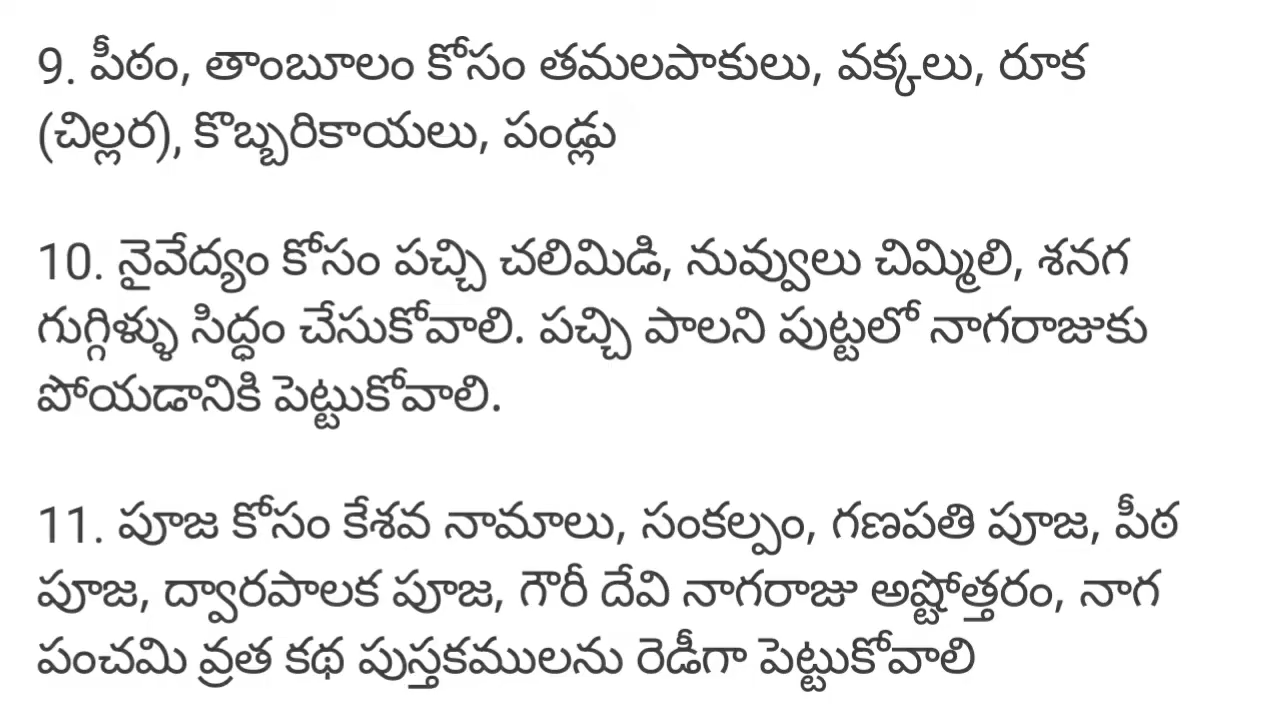 9. పీఠం, తాంబూలం కోసం తమలపాకులు, వక్కలు, రూక
(చిల్లర), కొబ్బరికాయలు, పండ్లు
10. నైవేద్యం కోసం పచ్చి చలిమిడి, నువ్వులు చిమ్మిలి, శనగ
గుగ్గిళ్ళు సిద్ధం చేసుకోవాలి. పచ్చి పాలని పుట్టలో నాగరాజుకు
పోయడానికి పెట్టుకోవాలి.
11. పూజ కోసం కేశవ నామాలు, సంకల్పం, గణపతి పూజ, పీఠ
పూజ, ద్వారపాలక పూజ, గౌరీ దేవి నాగరాజు అష్టోత్తరం, నాగ
పంచమి వ్రత కథ పుస్తకములను రెడీగా పెట్టుకోవాలి